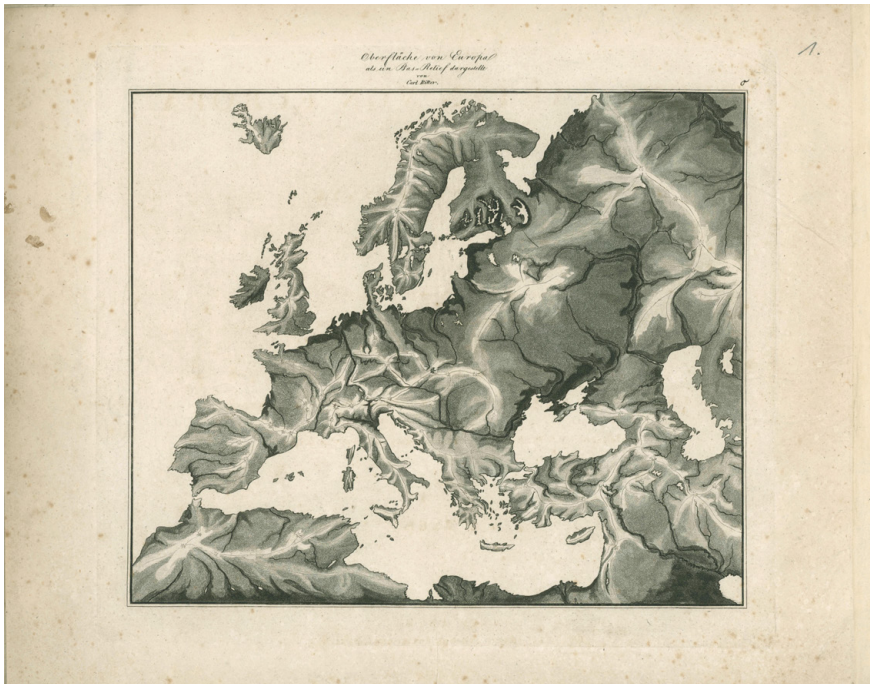 Oberfläche von Europa
als ein Bas-Relief dargestellt
von
Carl Ritter.
1.